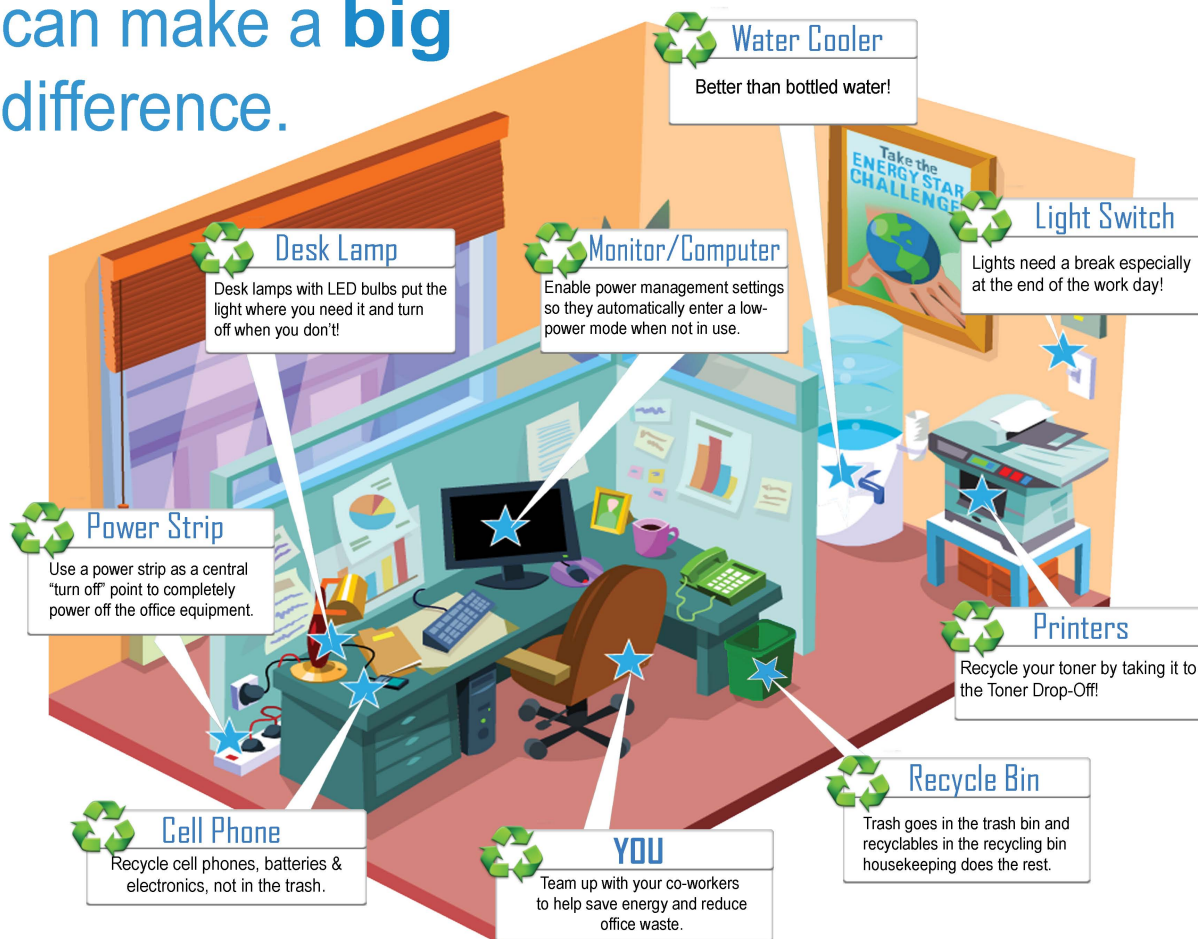 can make a big
difference.
Water Cooler
Better than bottled water!
Take the
ENERGY STAR
CHALLENGE
Light Switch
Lights need a break especially
at the end of the work day!
Desk Lamp
Desk lamps with LED bulbs put the
light where you need it and turn
off when you don't!
Monitor/Computer
Enable power management settings
so they automatically enter a low-
power mode when not in use.
Power Strip
Use a power strip as a central
“turn off” point to completely
power off the office equipment.
Printers
Recycle your toner by taking it to
the Toner Drop-Off!
Recycle Bin
Trash goes in the trash bin and
recyclables in the recycling bin
housekeeping does the rest.
Cell Phone
Recycle cell phones, batteries &
electronics, not in the trash.
YOU
Team up with your co-workers
to help save energy and reduce
office waste.